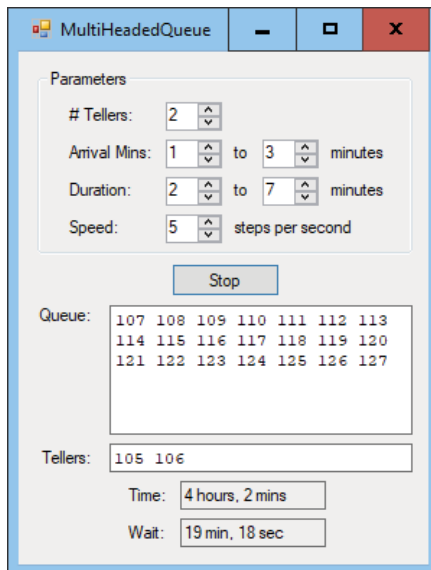 MultiHeadedQueue
Parameters
# Tellers: 2
Arrival Mins: 1 to 3 minutes
Duration: 2 to 7 minutes
Speed: 5 steps per second
Stop
Queue: 107 108 109 110 111 112 113
114 115 116 117 118 119 120
121 122 123 124 125 126 127
Tellers: 105 106
Time: 4 hours, 2 mins
Wait: 19 min, 18 sec